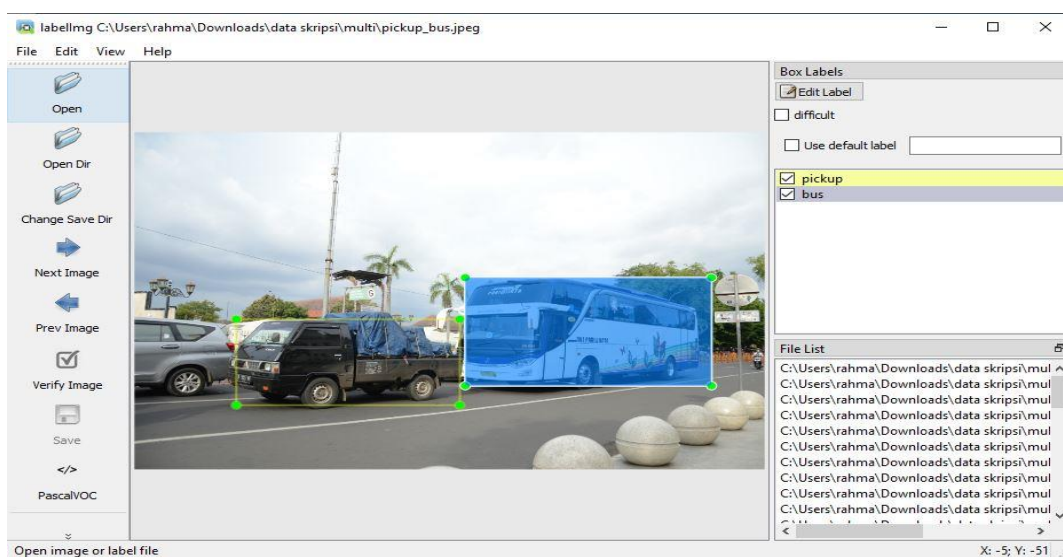 labelImg C:\Users\rahma\Downloads\data skripsi\multi\pickup_bus.jpeg
File Edit View Help
Open
Open Dir
Change Save Dir
Next Image
Prev Image
Verify Image
Save
</>
PascalVOC
Box Labels
Edit Label
difficult
Use default label
pickup
bus
File List
C:\Users\rahma\Downloads\data skripsi\mul
C:\Users\rahma\Downloads\data skripsi\mul
C:\Users\rahma\Downloads\data skripsi\mul
C:\Users\rahma\Downloads\data skripsi\mul
C:\Users\rahma\Downloads\data skripsi\mul
C:\Users\rahma\Downloads\data skripsi\mul
C:\Users\rahma\Downloads\data skripsi\mul
C:\Users\rahma\Downloads\data skripsi\mul
C:\Users\rahma\Downloads\data skripsi\mul
C:\Users\rahma\Downloads\data skripsi\mul
Open image or label file
X: -5; Y: -51